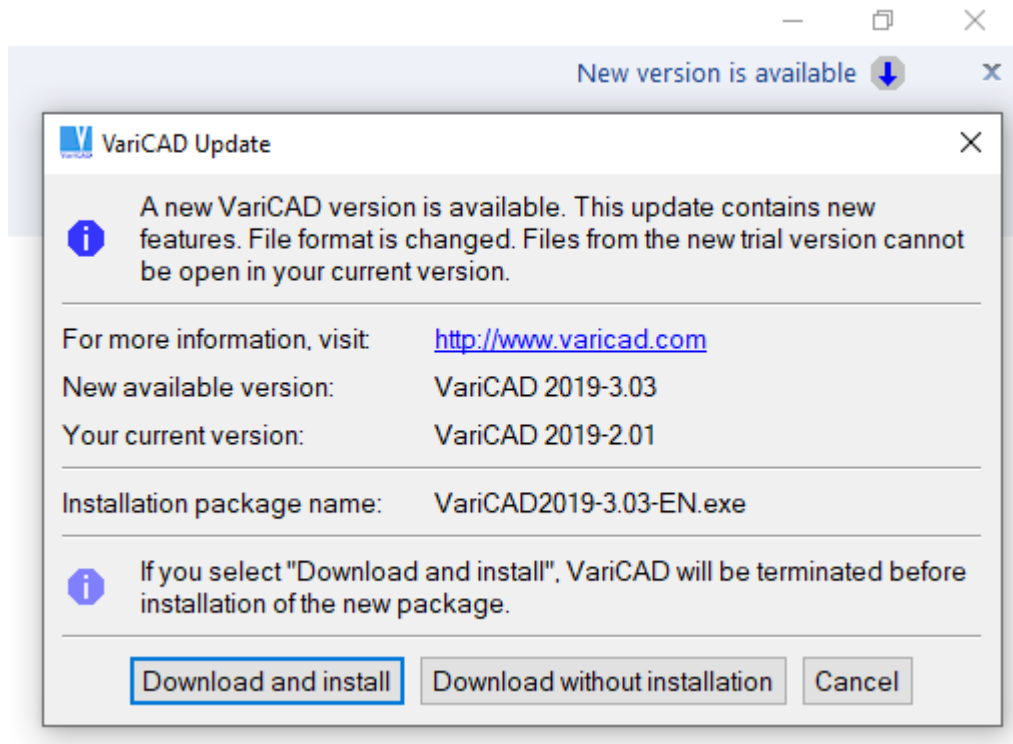 New version is available
VariCAD Update
A new VariCAD version is available. This update contains new
features. File format is changed. Files from the new trial version cannot
be open in your current version.
For more information, visit: http://www.varicad.com
New available version: VariCAD 2019-3.03
Your current version: VariCAD 2019-2.01
Installation package name: VariCAD2019-3.03-EN.exe
If you select "Download and install", VariCAD will be terminated before
installation of the new package.
Download and install Download without installation Cancel